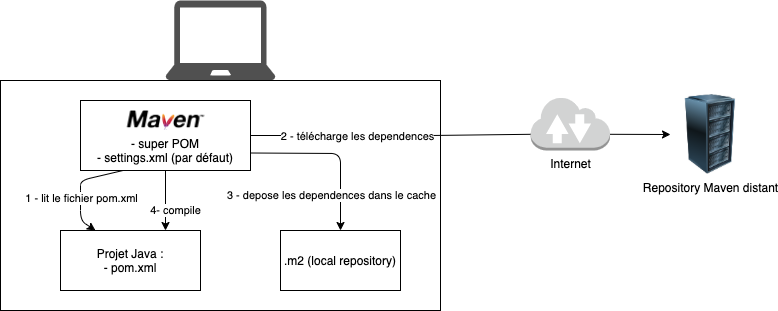 Maven™
- super POM
- settings.xml (par défaut)
2 - télécharge les dependences
Internet
Repository Maven distant
1 - lit le fichier pom.xml
4- compile
3 - depose les dependences dans le cache
Projet Java :
- pom.xml
.m2 (local repository)